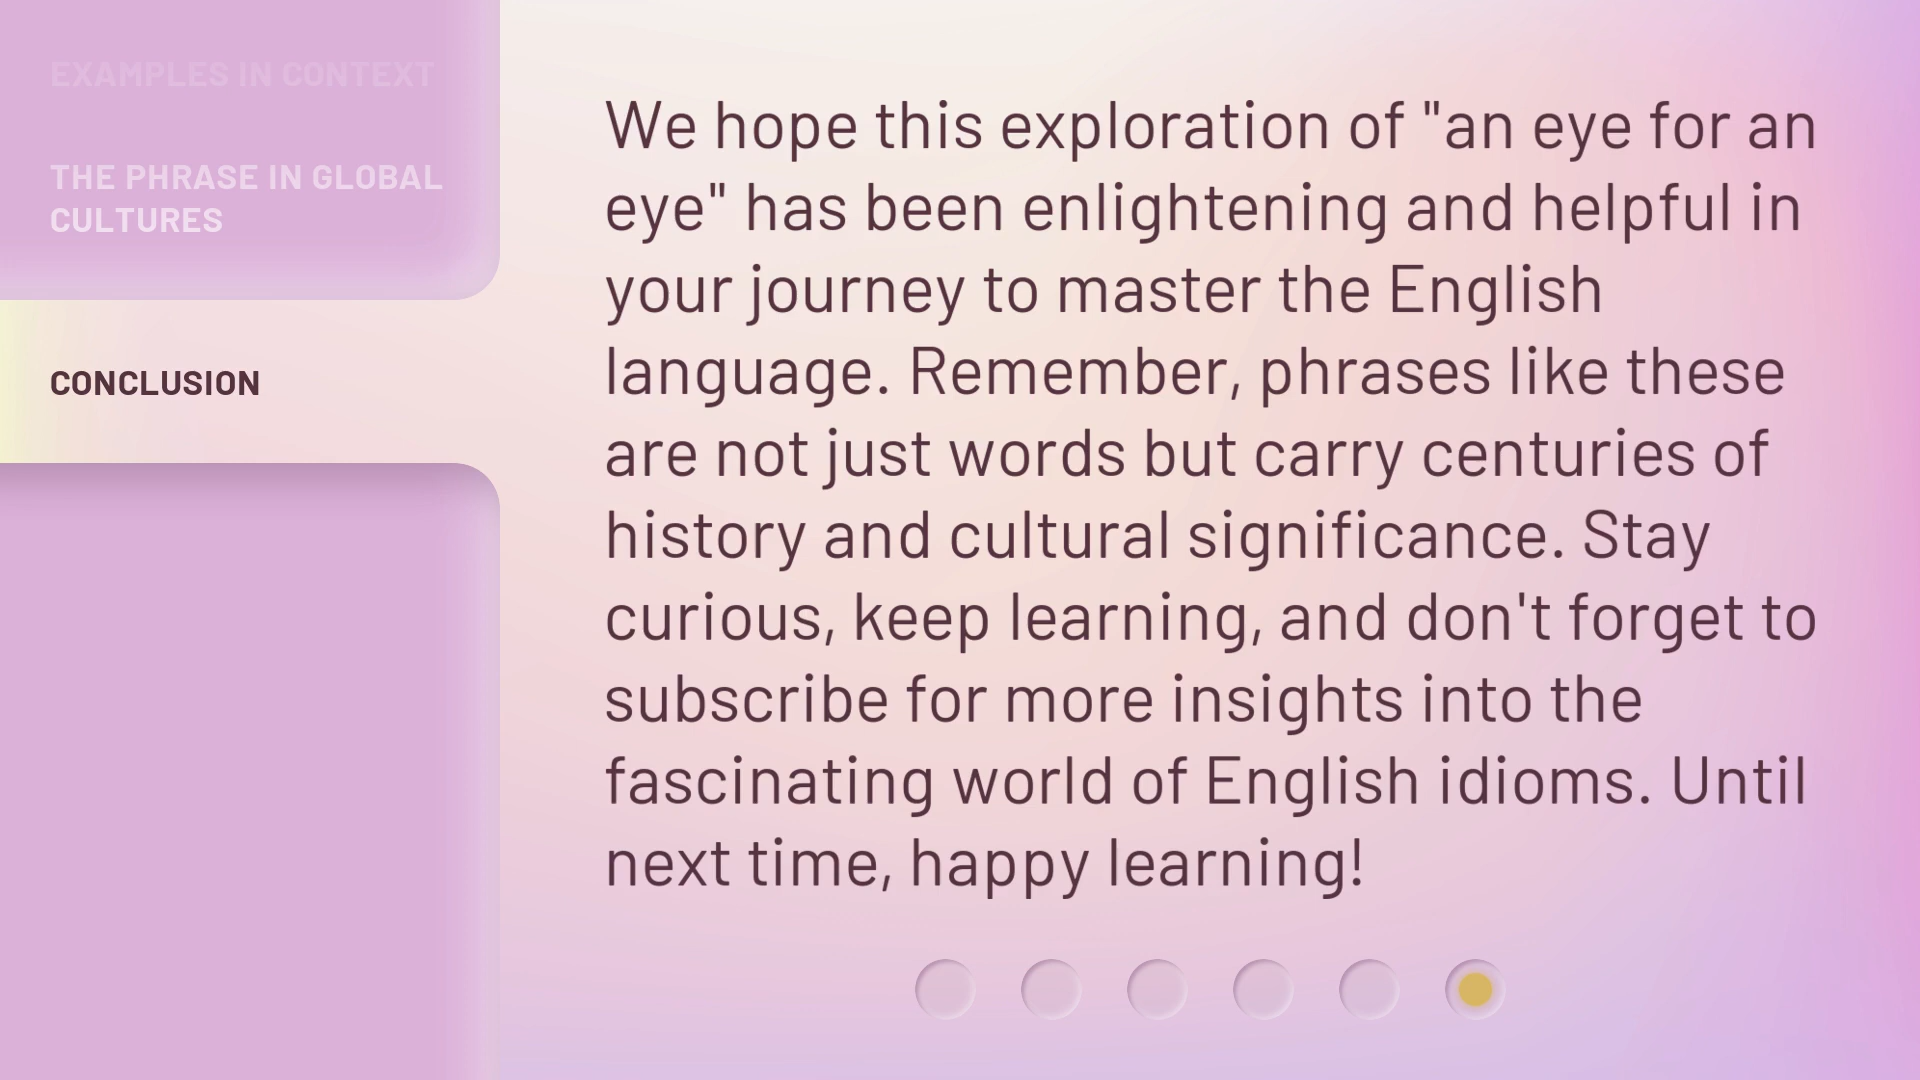 EXAMPLES IN CONTEXT
THE PHRASE IN GLOBAL
CULTURES
CONCLUSION
We hope this exploration of "an eye for an
eye" has been enlightening and helpful in
your journey to master the English
language. Remember, phrases like these
are not just words but carry centuries of
history and cultural significance. Stay
curious, keep learning, and don't forget to
subscribe for more insights into the
fascinating world of English idioms. Until
next time, happy learning!